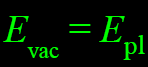 E_vac = E_pl